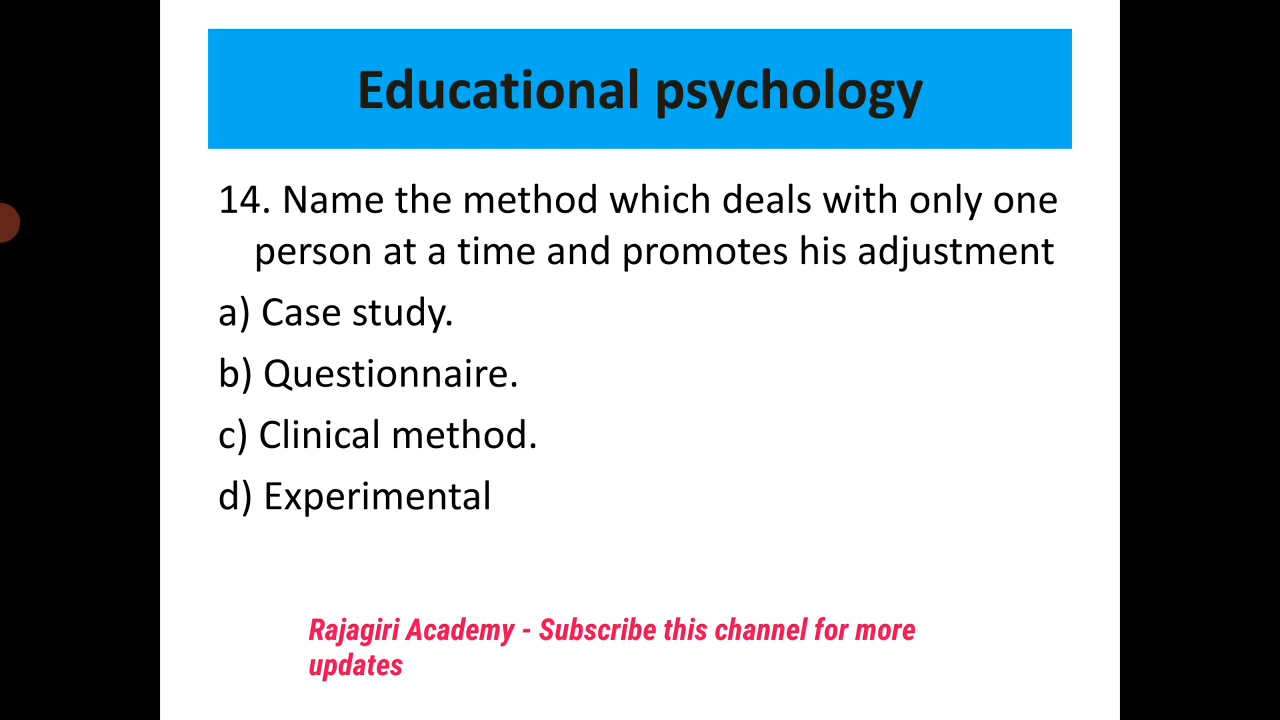 Educational psychology
14. Name the method which deals with only one
person at a time and promotes his adjustment
a) Case study.
b) Questionnaire.
c) Clinical method.
d) Experimental
Rajagiri Academy - Subscribe this channel for more
updates